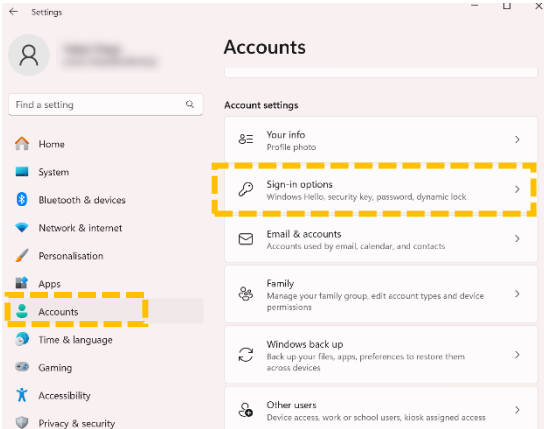 Settings
Accounts
Find a setting
Home
System
Bluetooth & devices
Network & internet
Personalisation
Apps
Accounts
Time & language
Gaming
Accessibility
Privacy & security
Account settings
Your info
Profile photo
Sign-in options
Windows Hello, security key, password, dynamic lock
Email & accounts
Accounts used by email, calendar, and contacts
Family
Manage your family group, edit account types and device
permissions
Windows back up
Back up your files, apps, preferences to restore them
across devices
Other users
Device access, work or school users, kiosk assigned access